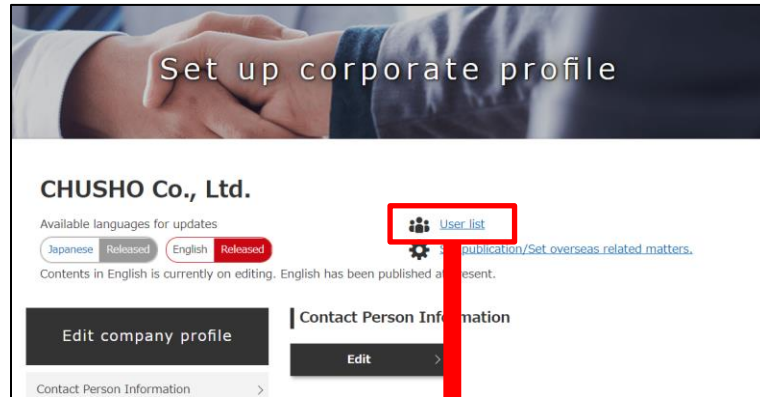 Set up corporate profile
CHUSHO Co., Ltd.
Available languages for updates
User list
Japanese Released English Released
publication/Set overseas related matters.
Contents in English is currently on editing. English has been published at present.
Edit company profile
Contact Person Information
Edit
Contact Person Information